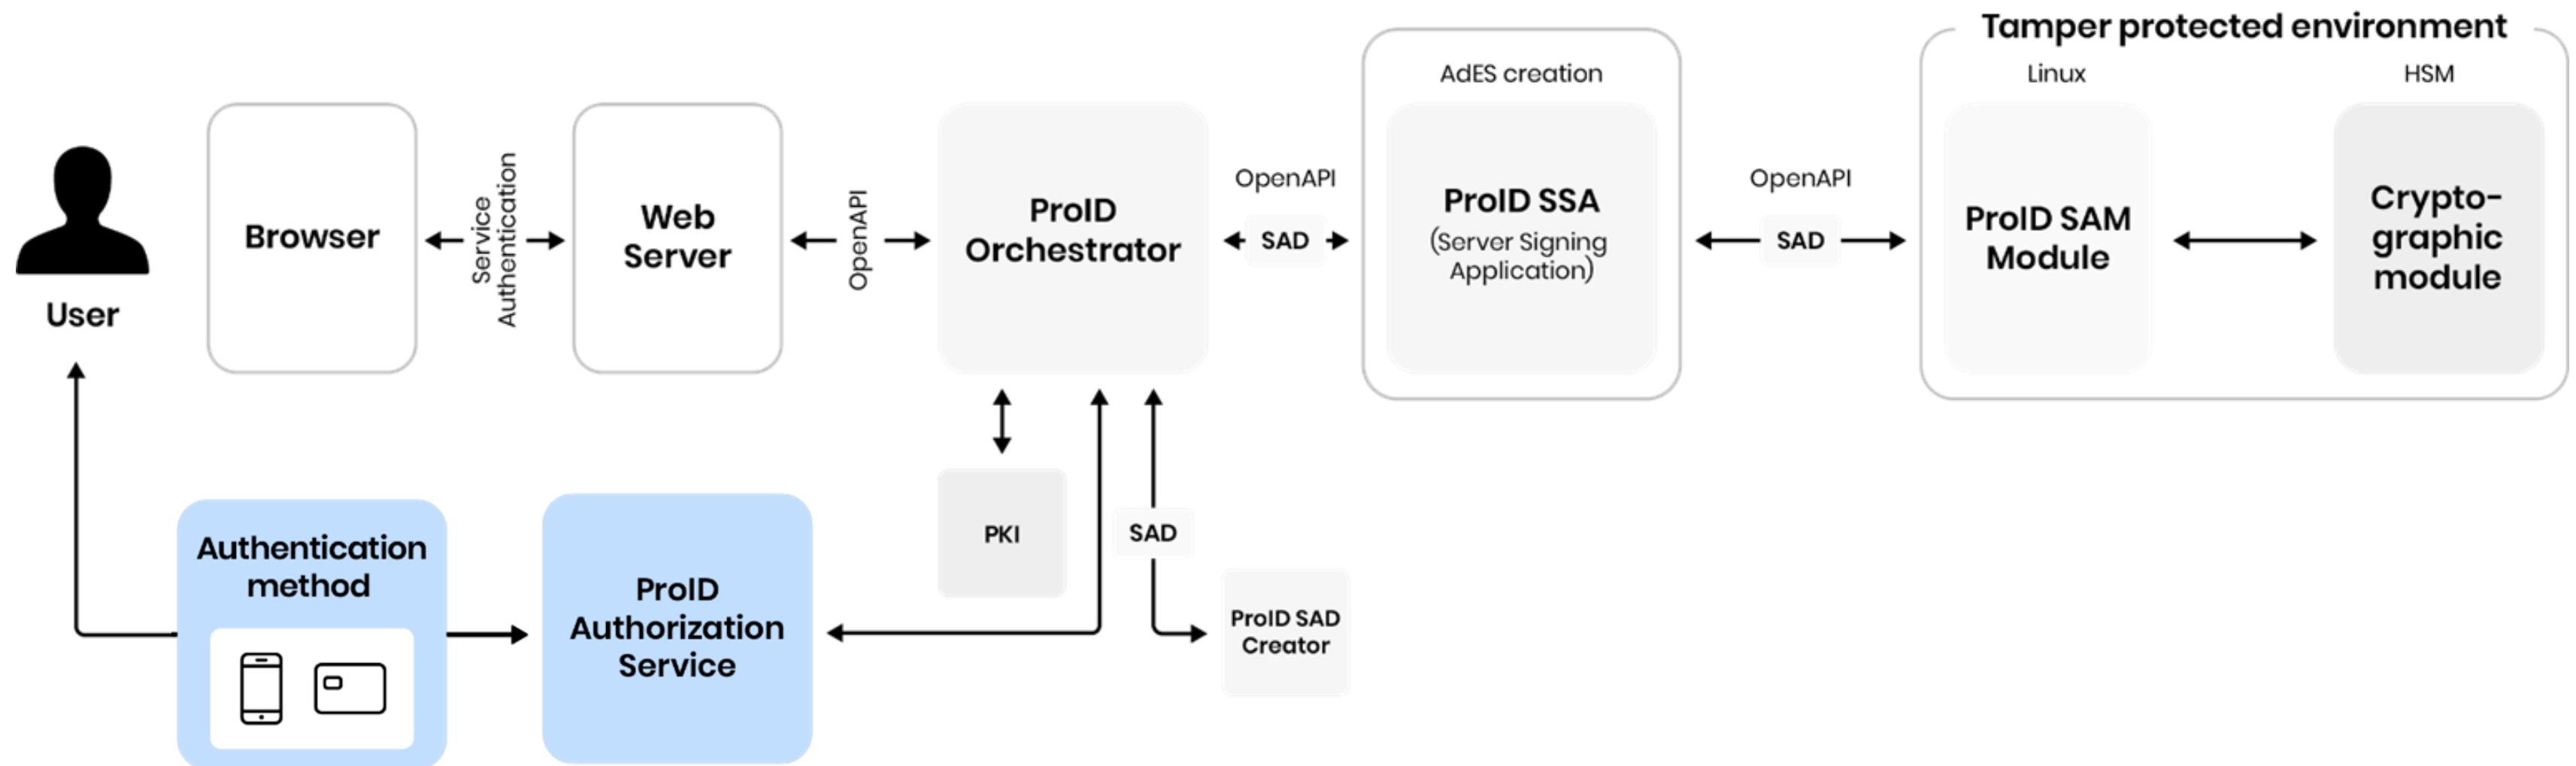 Tamper protected environment
AdES creation
Linux
HSM
User
Browser
Service
Authentication
Web
Server
OpenAPI
ProID
Orchestrator
OpenAPI
SAD
ProID SSA
(Server Signing
Application)
OpenAPI
SAD
ProID SAM
Module
Crypto-
graphic
module
Authentication
method
ProID
Authorization
Service
PKI
SAD
ProID SAD
Creator